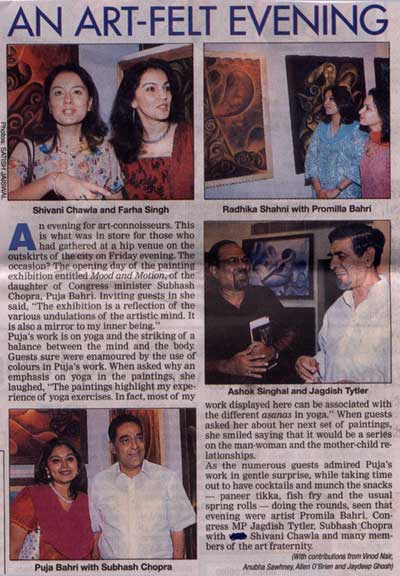 AN ART-FELT EVENING
Photos: SATISH JAISWAL
Shivani Chawla and Farha Singh
Radhika Shahni with Promilla Bahri
An evening for art-connoisseurs. This
is what was in store for those who
had gathered at a hip venue on the
outskirts of the city on Friday evening. The
occasion? The opening day of the painting
exhibition entitled Mood and Motion, of the
daughter of Congress minister Subhash
Chopra, Puja Bahri. Inviting guests in she
said, "The exhibition is a reflection of the
various undulations of the artistic mind. It
is also a mirror to my inner being."
Puja's work is on yoga and the striking of a
balance between the mind and the body.
Guests sure were enamoured by the use of
colours in Puja's work. When asked why an
emphasis on yoga in the paintings, she
laughed, "The paintings highlight my expe-
rience of yoga exercises. In fact, most of my
Puja Bahri with Subhash Chopra
Ashok Singhal and Jagdish Tytler
work displayed here can be associated with
the different asanas in yoga." When guests
asked her about her next set of paintings,
she smiled saying that it would be a series
on the man-woman and the mother-child re-
lationships.
As the numerous guests admired Puja's
work in gentle surprise, while taking time
out to have cocktails and munch the snacks
— paneer tikka, fish fry and the usual
spring rolls — doing the rounds, seen that
evening were artist Promila Bahri, Con-
gress MP Jagdish Tytler, Subhash Chopra
with Shivani Chawla and many mem-
bers of the art fraternity.
(With contributions from Vinod Nair,
Anubha Sawhney, Allen O'Brien and Jaydeep Ghosh)